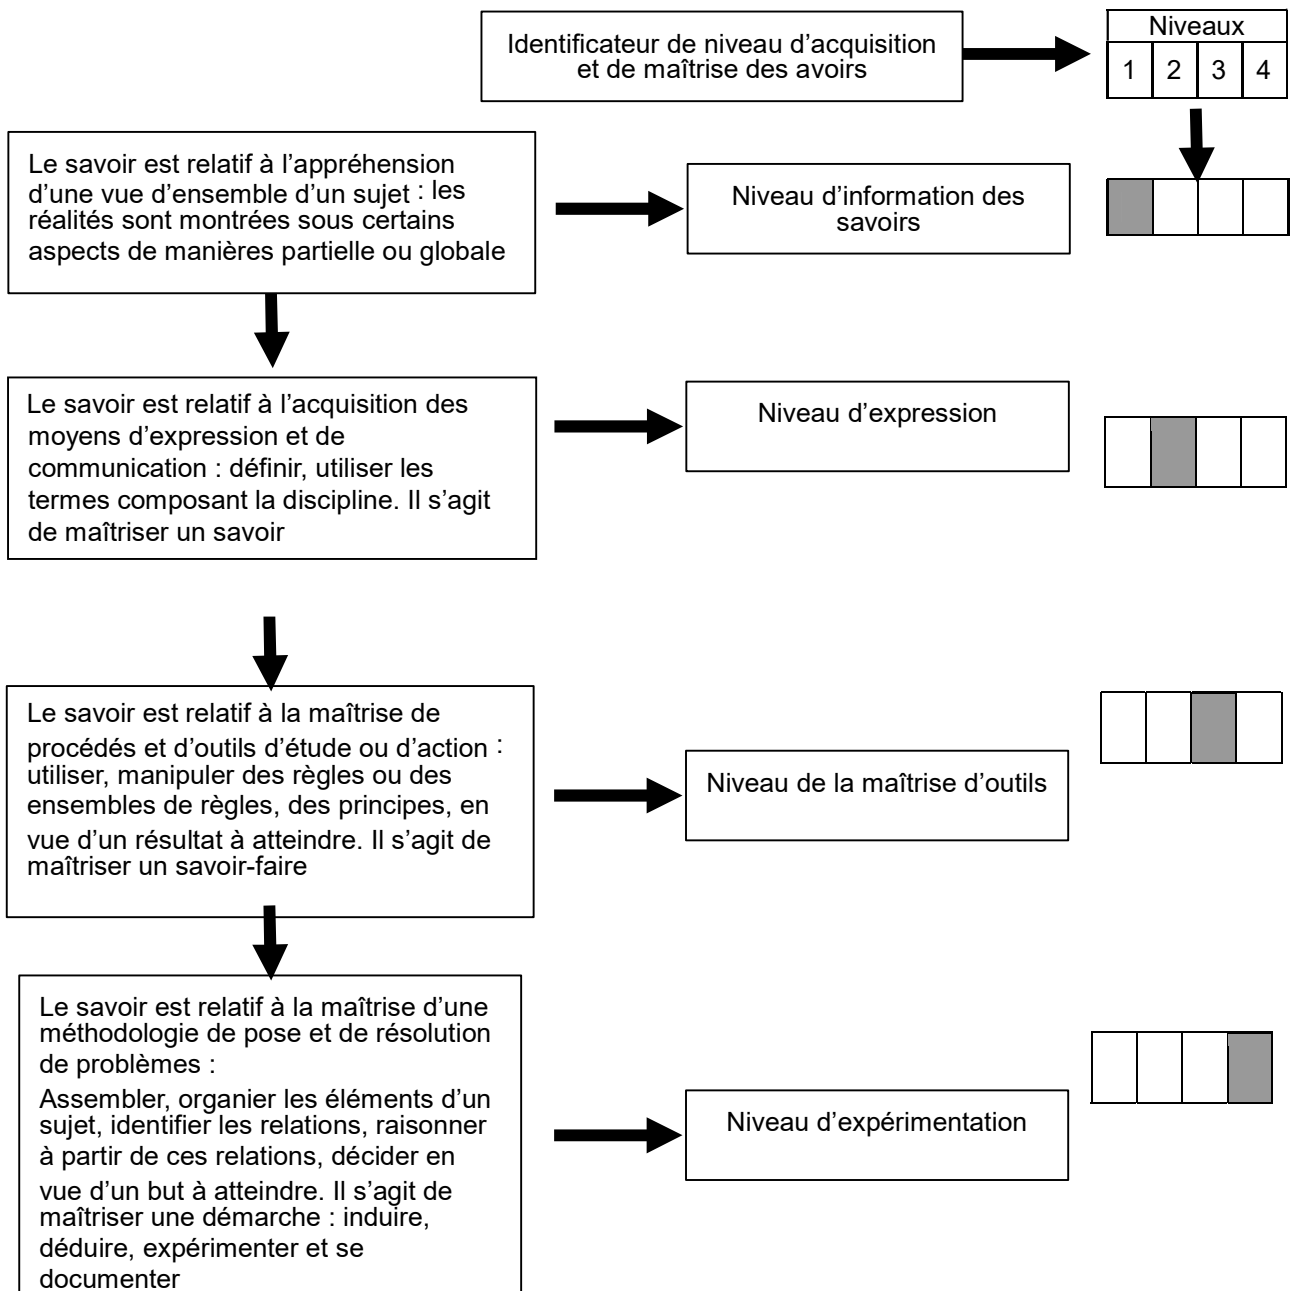 Identificateur de niveau d’acquisition
et de maîtrise des avoirs
Niveaux
1 2 3 4
Le savoir est relatif à l’appréhension
d’une vue d’ensemble d’un sujet : les
réalités sont montrées sous certains
aspects de manières partielle ou globale
Niveau d’information des
savoirs
Le savoir est relatif à l’acquisition des
moyens d’expression et de
communication : définir, utiliser les
termes composant la discipline. Il s’agit
de maîtriser un savoir
Niveau d’expression
Le savoir est relatif à la maîtrise de
procédés et d’outils d’étude ou d’action :
utiliser, manipuler des règles ou des
ensembles de règles, des principes, en
vue d’un résultat à atteindre. Il s’agit de
maîtriser un savoir-faire
Niveau de la maîtrise d’outils
Le savoir est relatif à la maîtrise d’une
méthodologie de pose et de résolution
de problèmes :
Assembler, organier les éléments d’un
sujet, identifier les relations, raisonner
à partir de ces relations, décider en
vue d’un but à atteindre. Il s’agit de
maîtriser une démarche : induire,
déduire, expérimenter et se
documenter
Niveau d’expérimentation